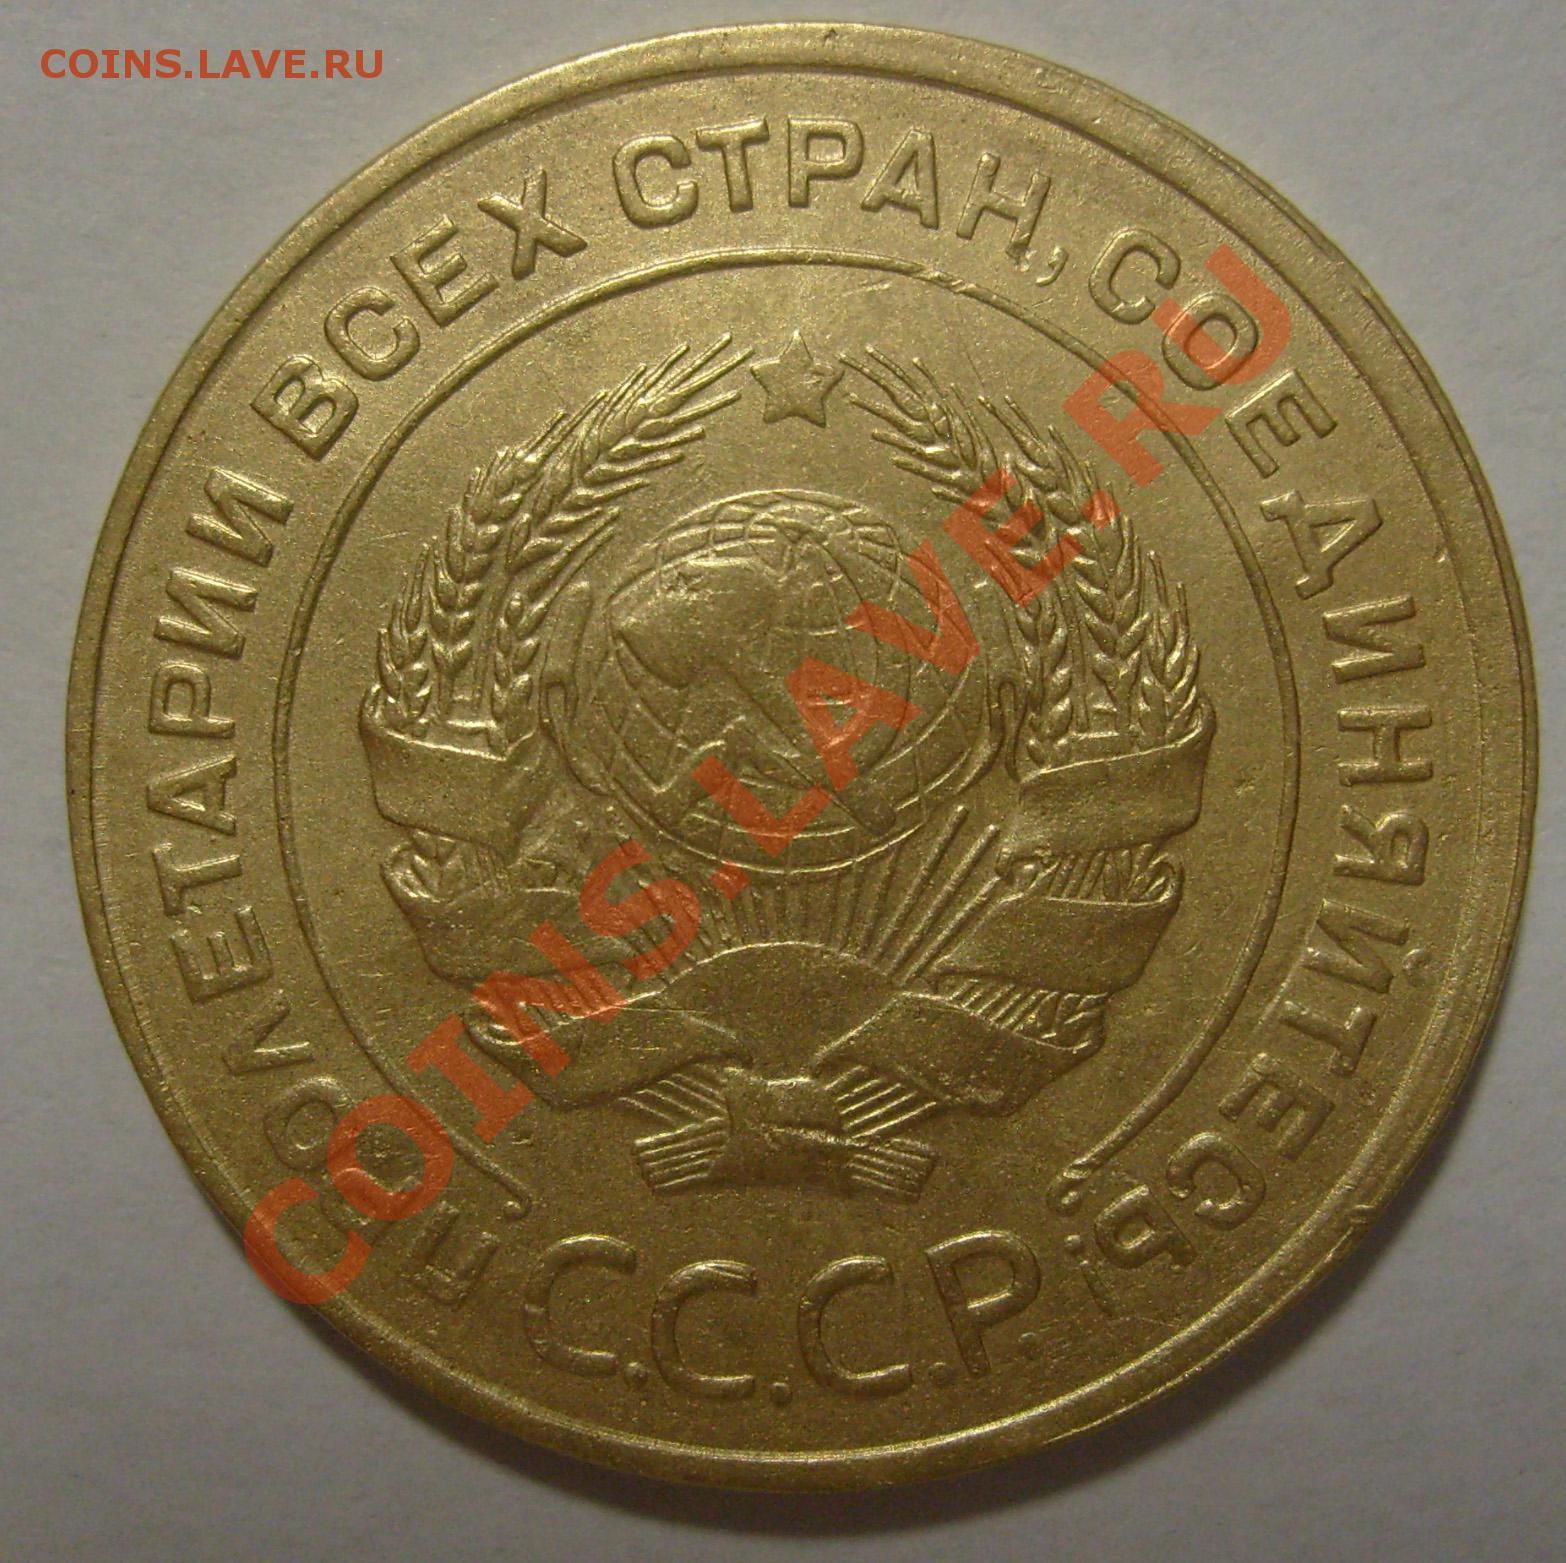 COINS.LAVE.RU
ПРОЛЕТАРИИ ВСЕХ СТРАН, СОЕДИНЯЙТЕСЬ!
С.С.С.Р.
COINS.LAVE.RU